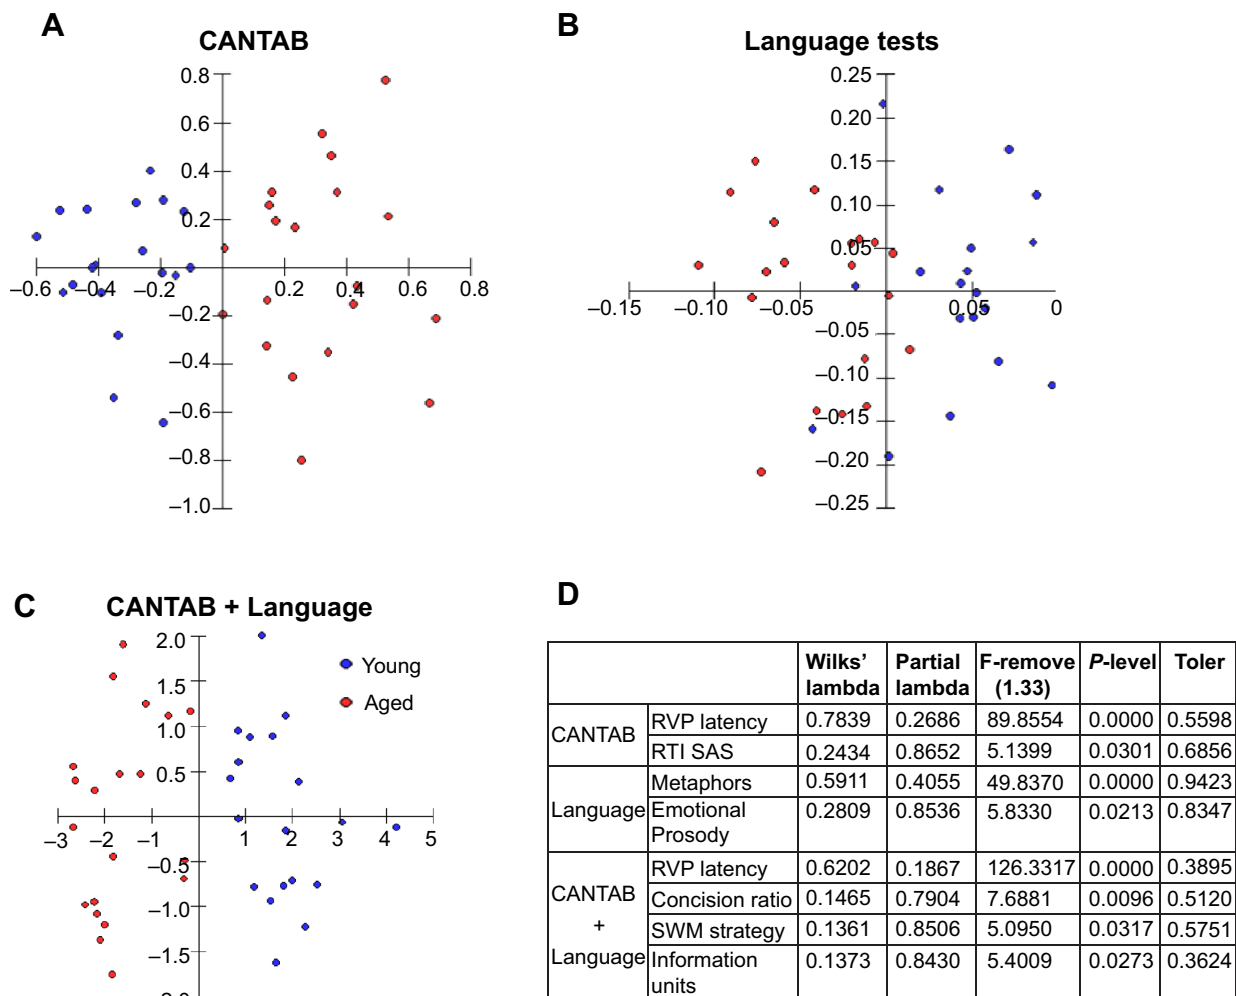 A
CANTAB
0.8
0.6
0.4
0.2
–0.6 –0.4 –0.2 0.2 0.4 0.6 0.8
–0.2
–0.4
–0.6
–0.8
–1.0
B
Language tests
0.25
0.20
0.15
0.10
0.05
–0.15 –0.10 –0.05 0.05 0
–0.05
–0.10
–0.15
–0.20
–0.25
C
CANTAB + Language
2.0
1.5
1.0
0.5
–3 –2 –1 1 2 3 4 5
–0.5
–1.0
–1.5
Young
Aged
D
Wilks’ lambda Partial lambda F-remove (1.33) P-level Toler
CANTAB
RVP latency 0.7839 0.2686 89.8554 0.0000 0.5598
RTI SAS 0.2434 0.8652 5.1399 0.0301 0.6856
Language
Metaphors 0.5911 0.4055 49.8370 0.0000 0.9423
Emotional Prosody 0.2809 0.8536 5.8330 0.0213 0.8347
CANTAB + Language
RVP latency 0.6202 0.1867 126.3317 0.0000 0.3895
Concision ratio 0.1465 0.7904 7.6881 0.0096 0.5120
SWM strategy 0.1361 0.8506 5.0950 0.0317 0.5751
Information units 0.1373 0.8430 5.4009 0.0273 0.3624